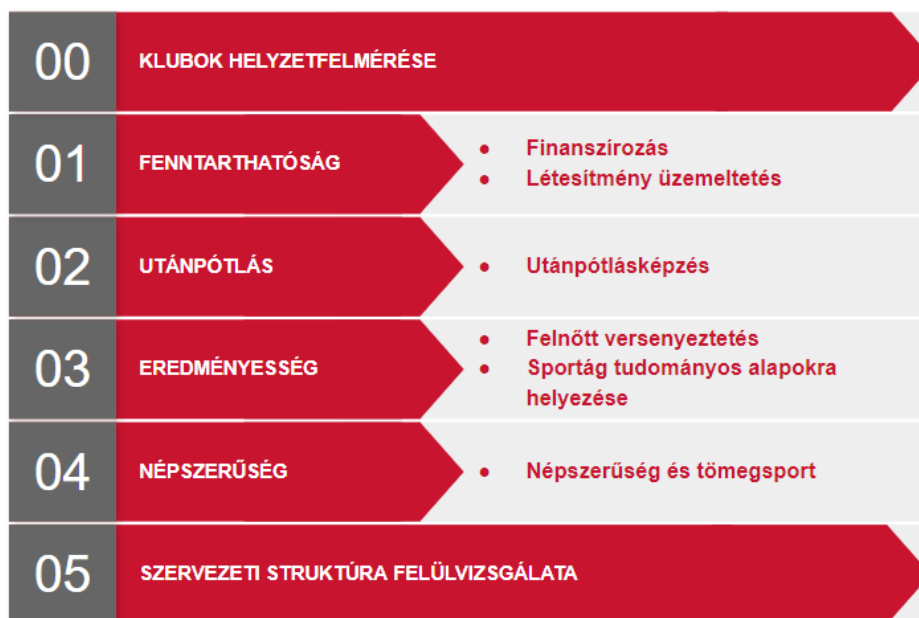 00 KLUBOK HELYZETFELMÉRÉSE
01 FENNTARTHATÓSÁG
● Finanszírozás
● Létesítmény üzemeltetés
02 UTÁNPÓTLÁS
● Utánpótlásképzés
03 EREDMÉNYESSÉG
● Felnőtt versenyeztetés
● Sportág tudományos alapokra
helyezése
04 NÉPSZERŰSÉG
● Népszerűség és tömegsport
05 SZERVEZETI STRUKTÚRA FELÜLVIZSGÁLATA